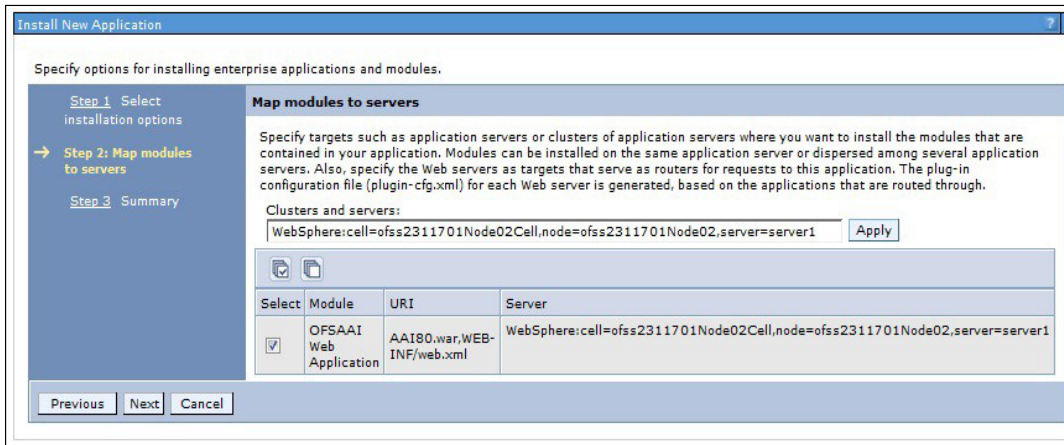 Install New Application
?
Specify options for installing enterprise applications and modules.
Step 1 Select
installation options
Step 2: Map modules
to servers
Step 3 Summary
Map modules to servers
Specify targets such as application servers or clusters of application servers where you want to install the modules that are
contained in your application. Modules can be installed on the same application server or dispersed among several application
servers. Also, specify the Web servers as targets that serve as routers for requests to this application. The plug-in
configuration file (plugin-cfg.xml) for each Web server is generated, based on the applications that are routed through.
Clusters and servers:
WebSphere:cell=ofss2311701Node02Cell,node=ofss2311701Node02,server=server1
Apply
Select Module URI Server
OFSAAI
Web
Application
AAI80.war,WEB-
INF/web.xml
WebSphere:cell=ofss2311701Node02Cell,node=ofss2311701Node02,server=server1
Previous Next Cancel